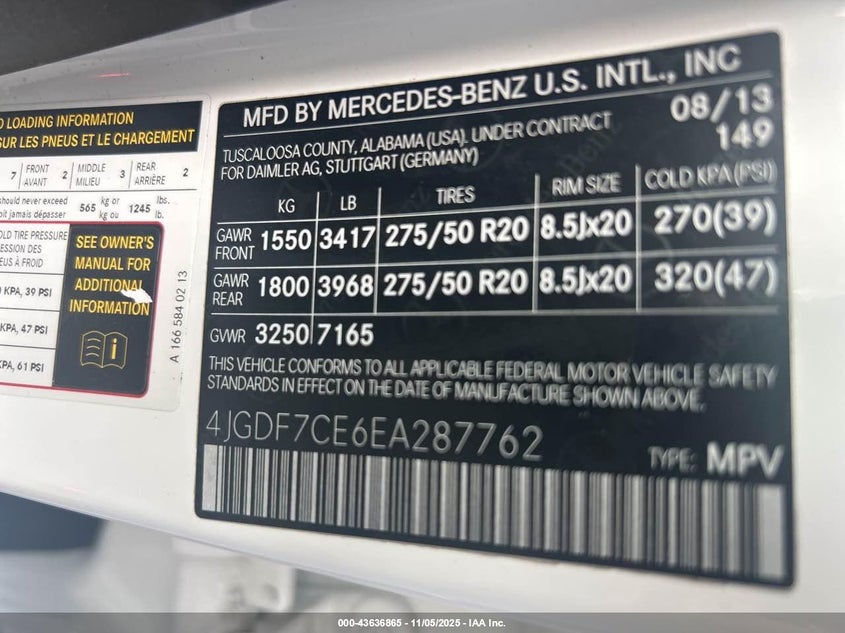 D LOADING INFORMATION
SUR LES PNEUS ET LE CHARGEMENT
7 FRONT AVANT 2 MIDDLE MILIEU 3 REAR ARRIÈRE 2
should never exceed 565 kg or 1245 lbs.
oit jamais dépasser kg ou lb.
OLD TIRE PRESSURE
ESSION DES
EUS À FROID
KPA, 39 PSI
KPA, 47 PSI
KPA, 61 PSI
SEE OWNER'S
MANUAL FOR
ADDITIONAL
INFORMATION
A 166 584 02 13
MFD BY MERCEDES-BENZ U.S. INTL., INC
08/13
149
TUSCALOOSA COUNTY, ALABAMA (USA), UNDER CONTRACT
FOR DAIMLER AG, STUTTGART (GERMANY)
KG LB TIRES RIM SIZE COLD KPA (PSI)
GAWR FRONT 1550 3417 275/50 R20 8.5Jx20 270(39)
GAWR REAR 1800 3968 275/50 R20 8.5Jx20 320(47)
GVWR 3250 7165
THIS VEHICLE CONFORMS TO ALL APPLICABLE FEDERAL MOTOR VEHICLE SAFETY
STANDARDS IN EFFECT ON THE DATE OF MANUFACTURE SHOWN ABOVE.
4JGDF7CE6EA287762
TYPE: MPV
000-43636865 - 11/05/2025 - IAA Inc.